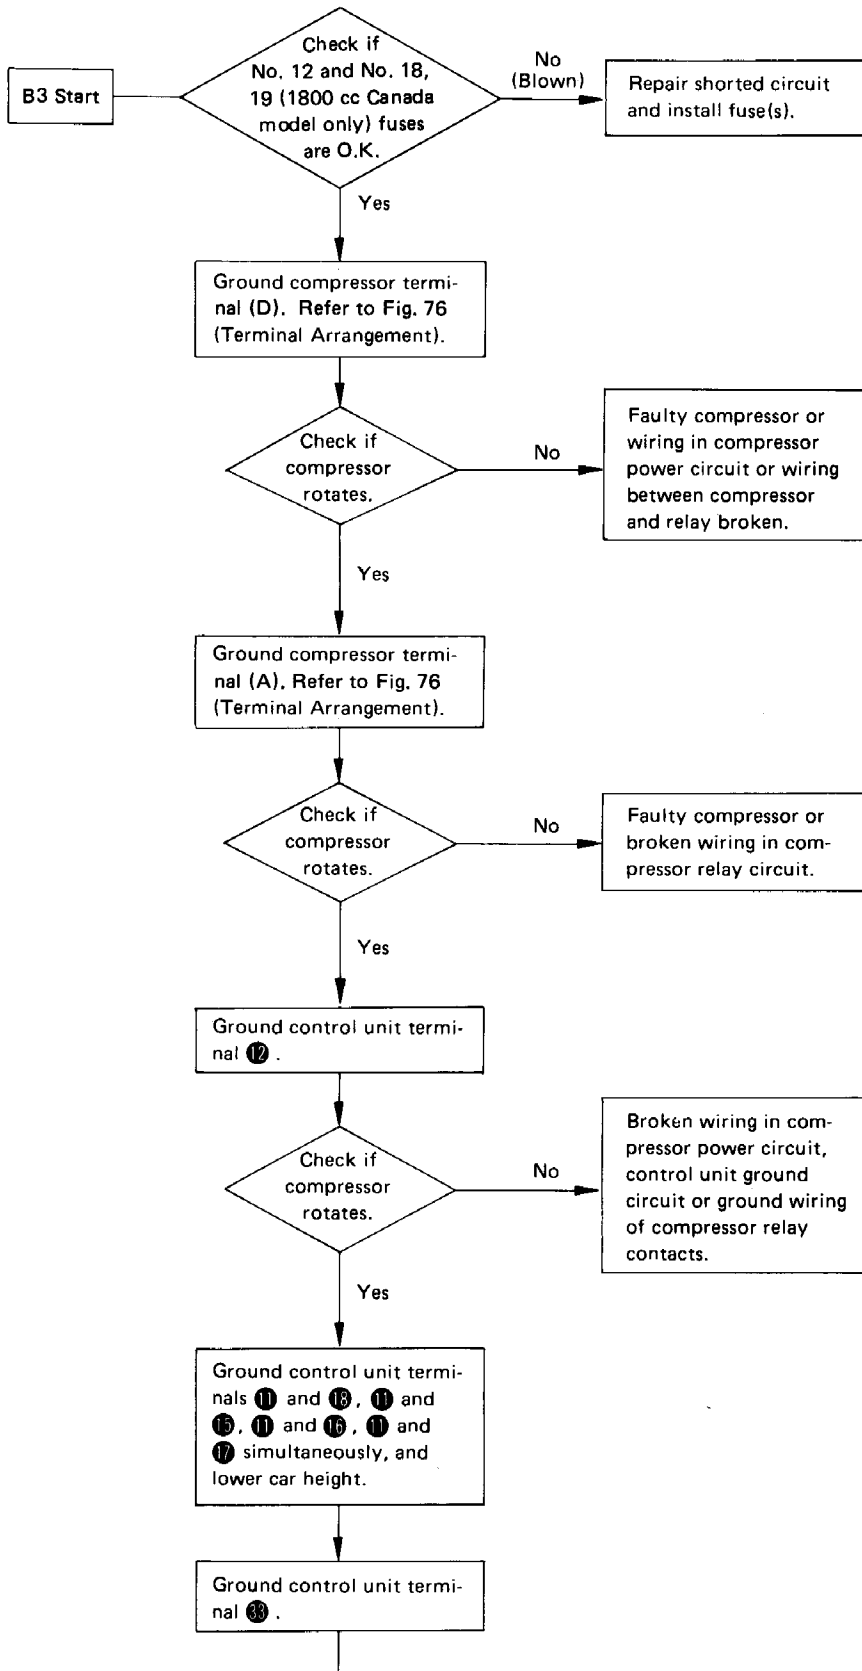 B3 Start
Check if
No. 12 and No. 18,
19 (1800 cc Canada
model only) fuses
are O.K.
No
(Blown)
Repair shorted circuit
and install fuse(s).
Yes
Ground compressor termi-
nal (D). Refer to Fig. 76
(Terminal Arrangement).
Check if
compressor
rotates.
No
Faulty compressor or
wiring in compressor
power circuit or wiring
between compressor
and relay broken.
Yes
Ground compressor termi-
nal (A). Refer to Fig. 76
(Terminal Arrangement).
Check if
compressor
rotates.
No
Faulty compressor or
broken wiring in com-
pressor relay circuit.
Yes
Ground control unit termi-
nal 12 .
Check if
compressor
rotates.
No
Broken wiring in com-
pressor power circuit,
control unit ground
circuit or ground wiring
of compressor relay
contacts.
Yes
Ground control unit termi-
nals 11 and 18, 11 and
15, 11 and 16, 11 and
17 simultaneously, and
lower car height.
Ground control unit termi-
nal 33 .